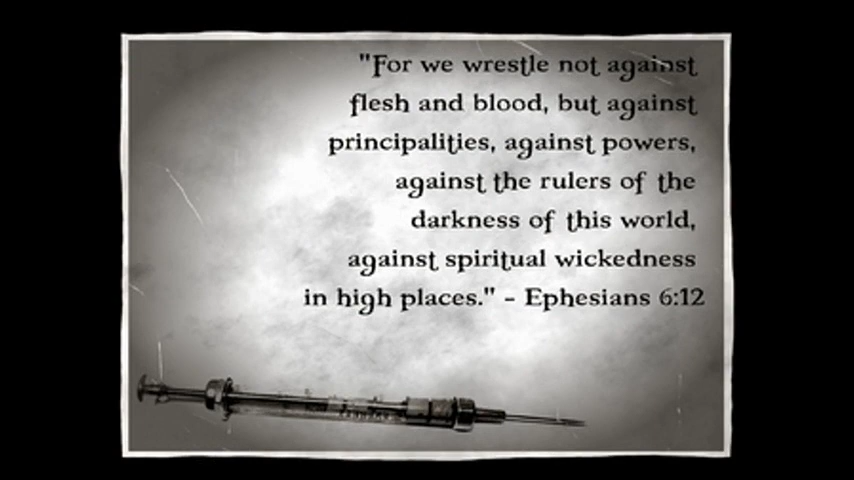 "For we wrestle not against
flesh and blood, but against
principalities, against powers,
against the rulers of the
darkness of this world,
against spiritual wickedness
in high places." - Ephesians 6:12